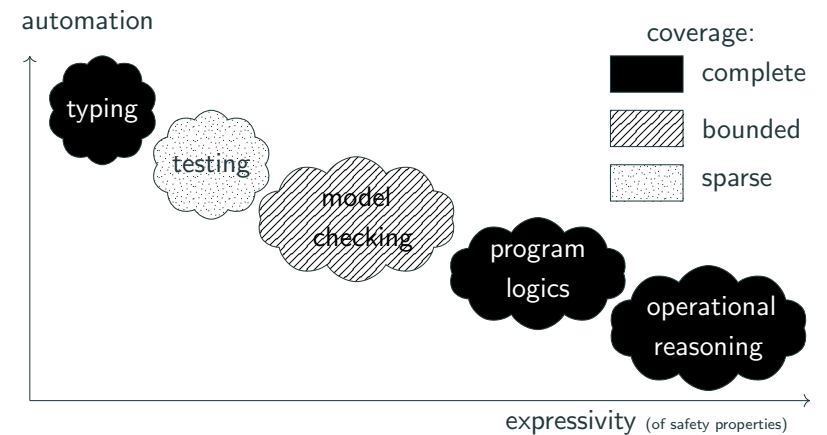 automation
coverage:
complete
bounded
sparse
typing
testing
model
checking
program
logics
operational
reasoning
expressivity (of safety properties)